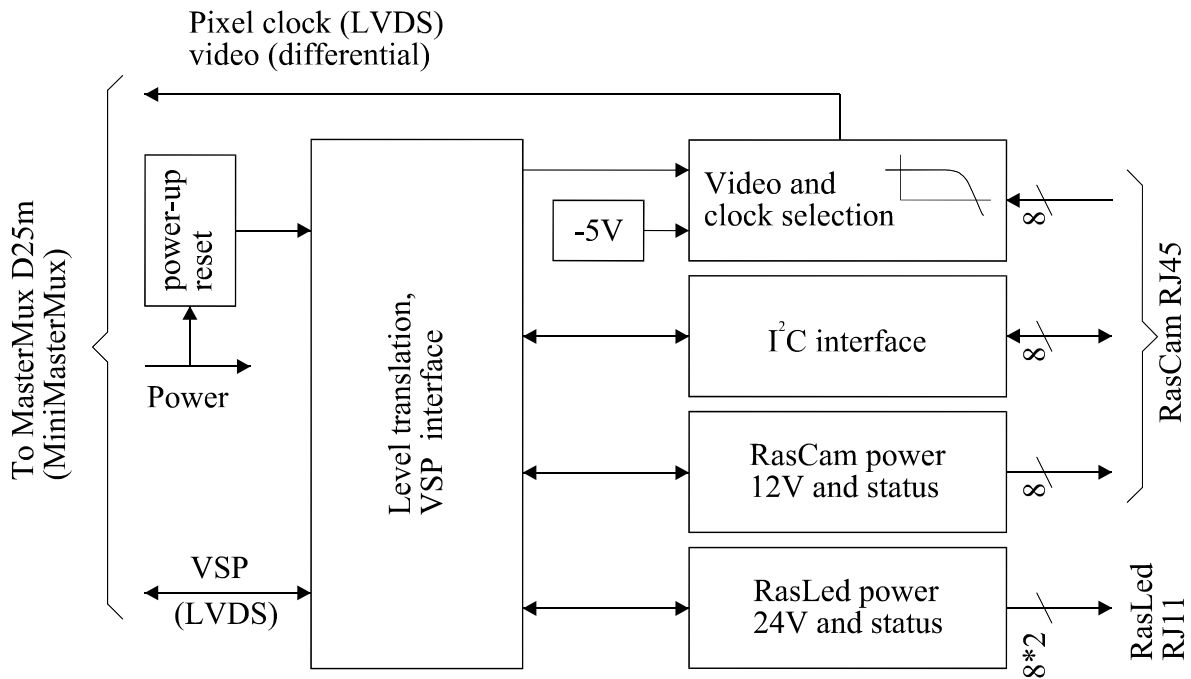 Pixel clock (LVDS)
video (differential)
To MasterMux D25m
(MiniMasterMux)
power-up
reset
Power
VSP
(LVDS)
Level translation,
VSP interface
-5V
Video and
clock selection
8
I²C interface
8
RasCam power
12V and status
8
RasLed power
24V and status
8*2
RasCam RJ45
RasLed
RJ11